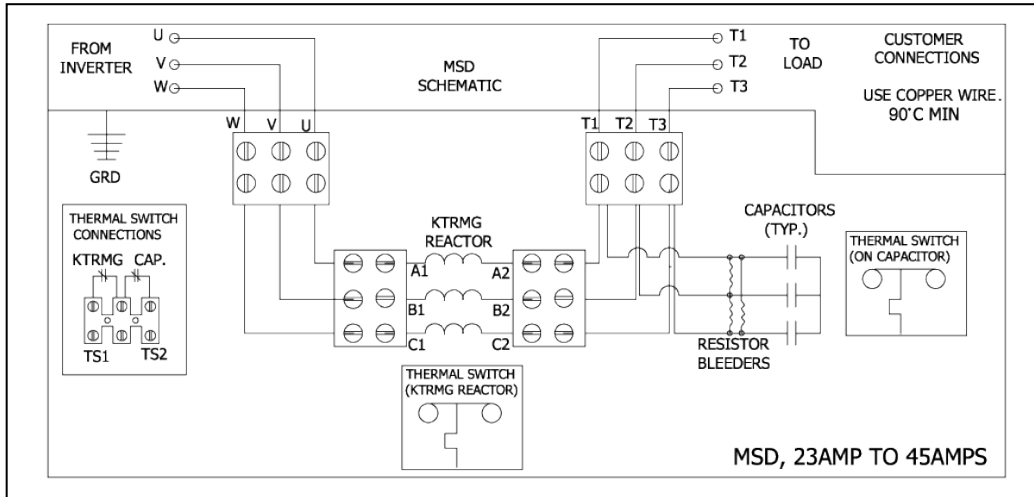 FROM
INVERTER
U
V
W
MSD
SCHEMATIC
T1
T2
T3
TO
LOAD
CUSTOMER
CONNECTIONS
USE COPPER WIRE.
90°C MIN
GRD
W V U
T1 T2 T3
THERMAL SWITCH
CONNECTIONS
KTRMG CAP.
TS1 TS2
KTRMG
REACTOR
A1 A2
B1 B2
C1 C2
CAPACITORS
(TYP.)
RESISTOR
BLEEDERS
THERMAL SWITCH
(ON CAPACITOR)
THERMAL SWITCH
(KTRMG REACTOR)
MSD, 23AMP TO 45AMPS